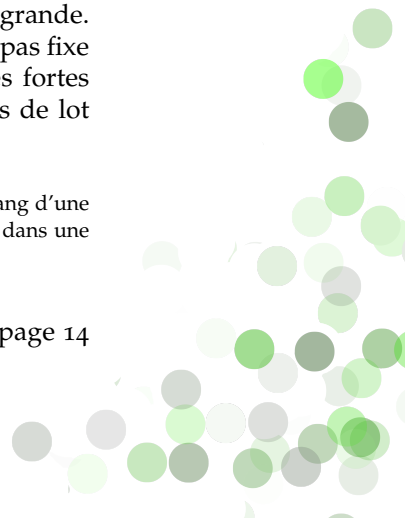 grande.
pas fixe
s fortes
s de lot
ang d'une
dans une
page 14